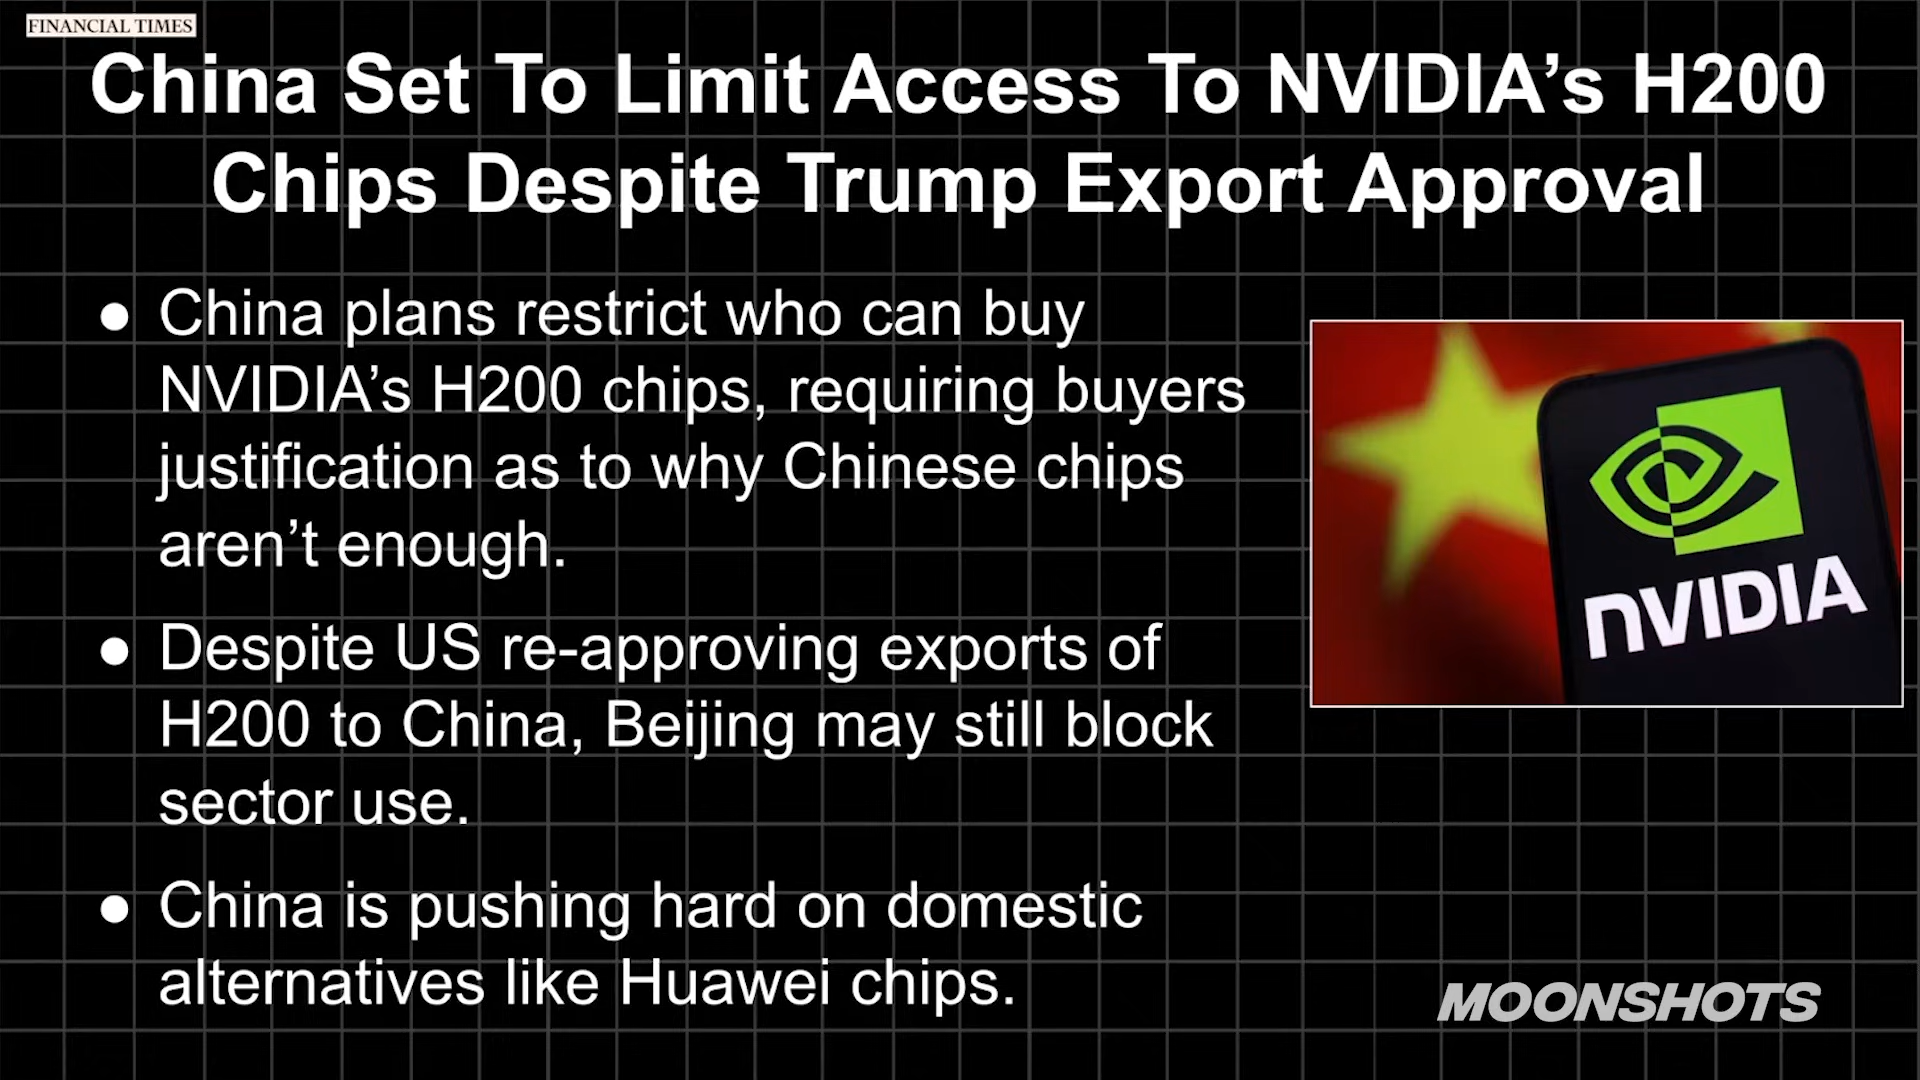 FINANCIAL TIMES
China Set To Limit Access To NVIDIA’s H200
Chips Despite Trump Export Approval
● China plans restrict who can buy
NVIDIA’s H200 chips, requiring buyers
justification as to why Chinese chips
aren’t enough.
● Despite US re-approving exports of
H200 to China, Beijing may still block
sector use.
● China is pushing hard on domestic
alternatives like Huawei chips.
NVIDIA
MOONSHOTS